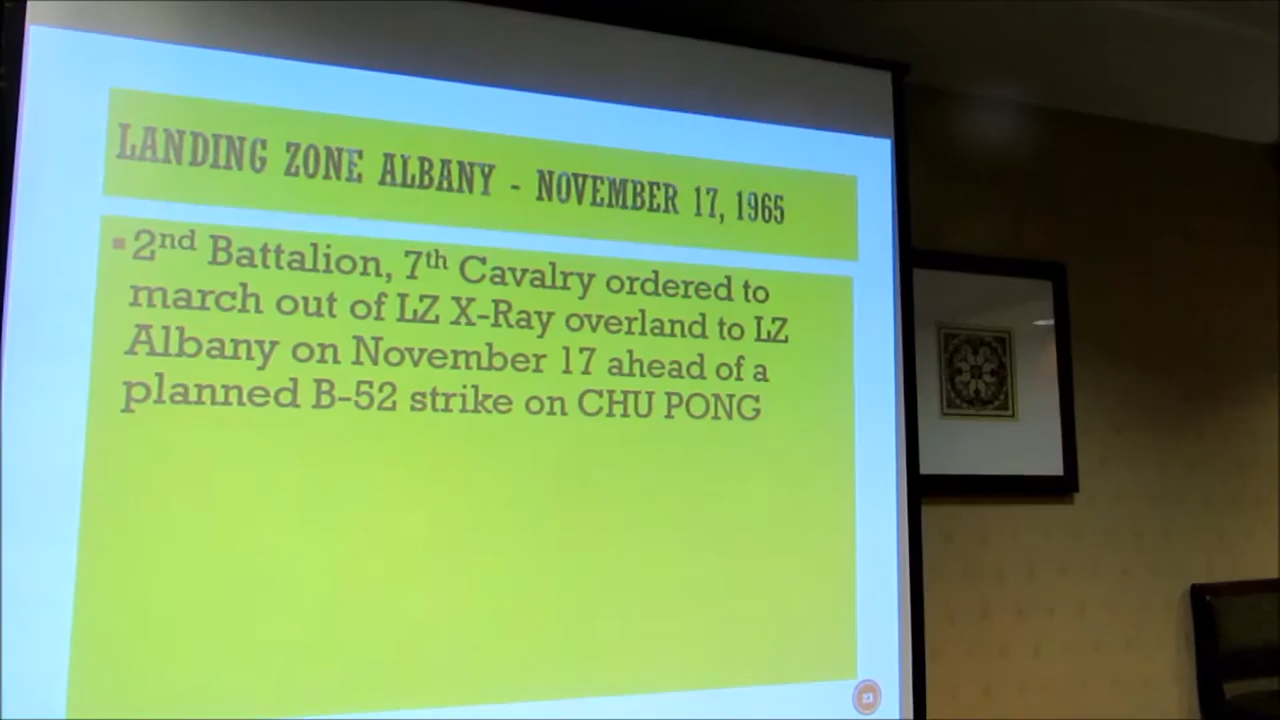 LANDING ZONE ALBANY - NOVEMBER 17, 1965
▪ 2nd Battalion, 7th Cavalry ordered to
march out of LZ X-Ray overland to LZ
Albany on November 17 ahead of a
planned B-52 strike on CHU PONG
23